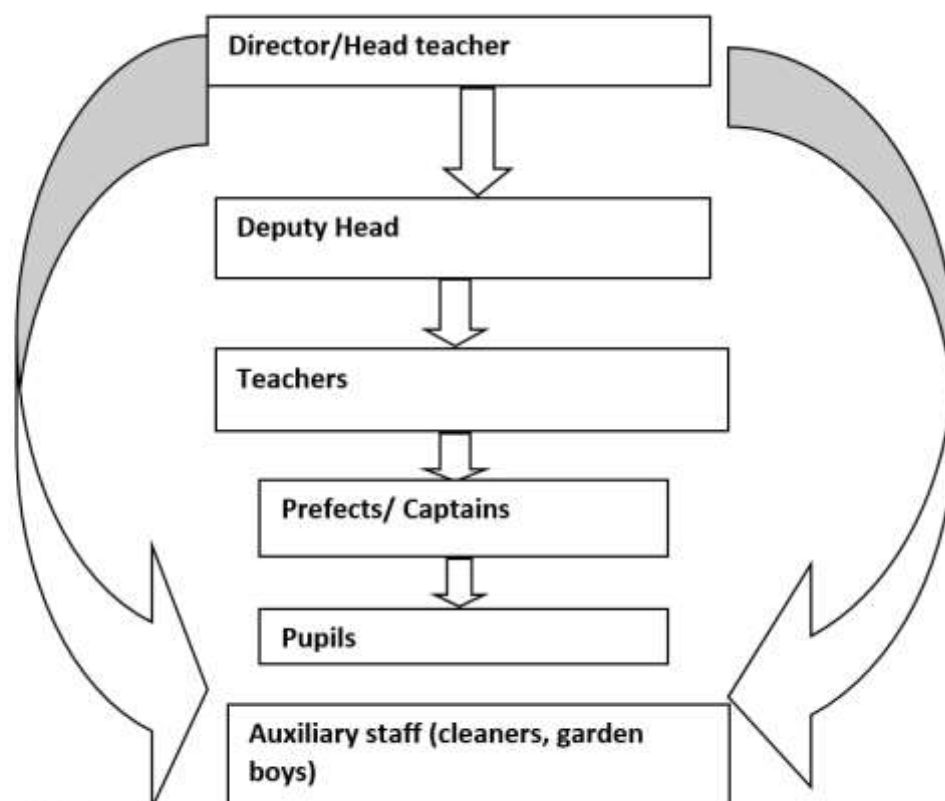 Director/Head teacher
Deputy Head
Teachers
Prefects/ Captains
Pupils
Auxiliary staff (cleaners, garden
boys)